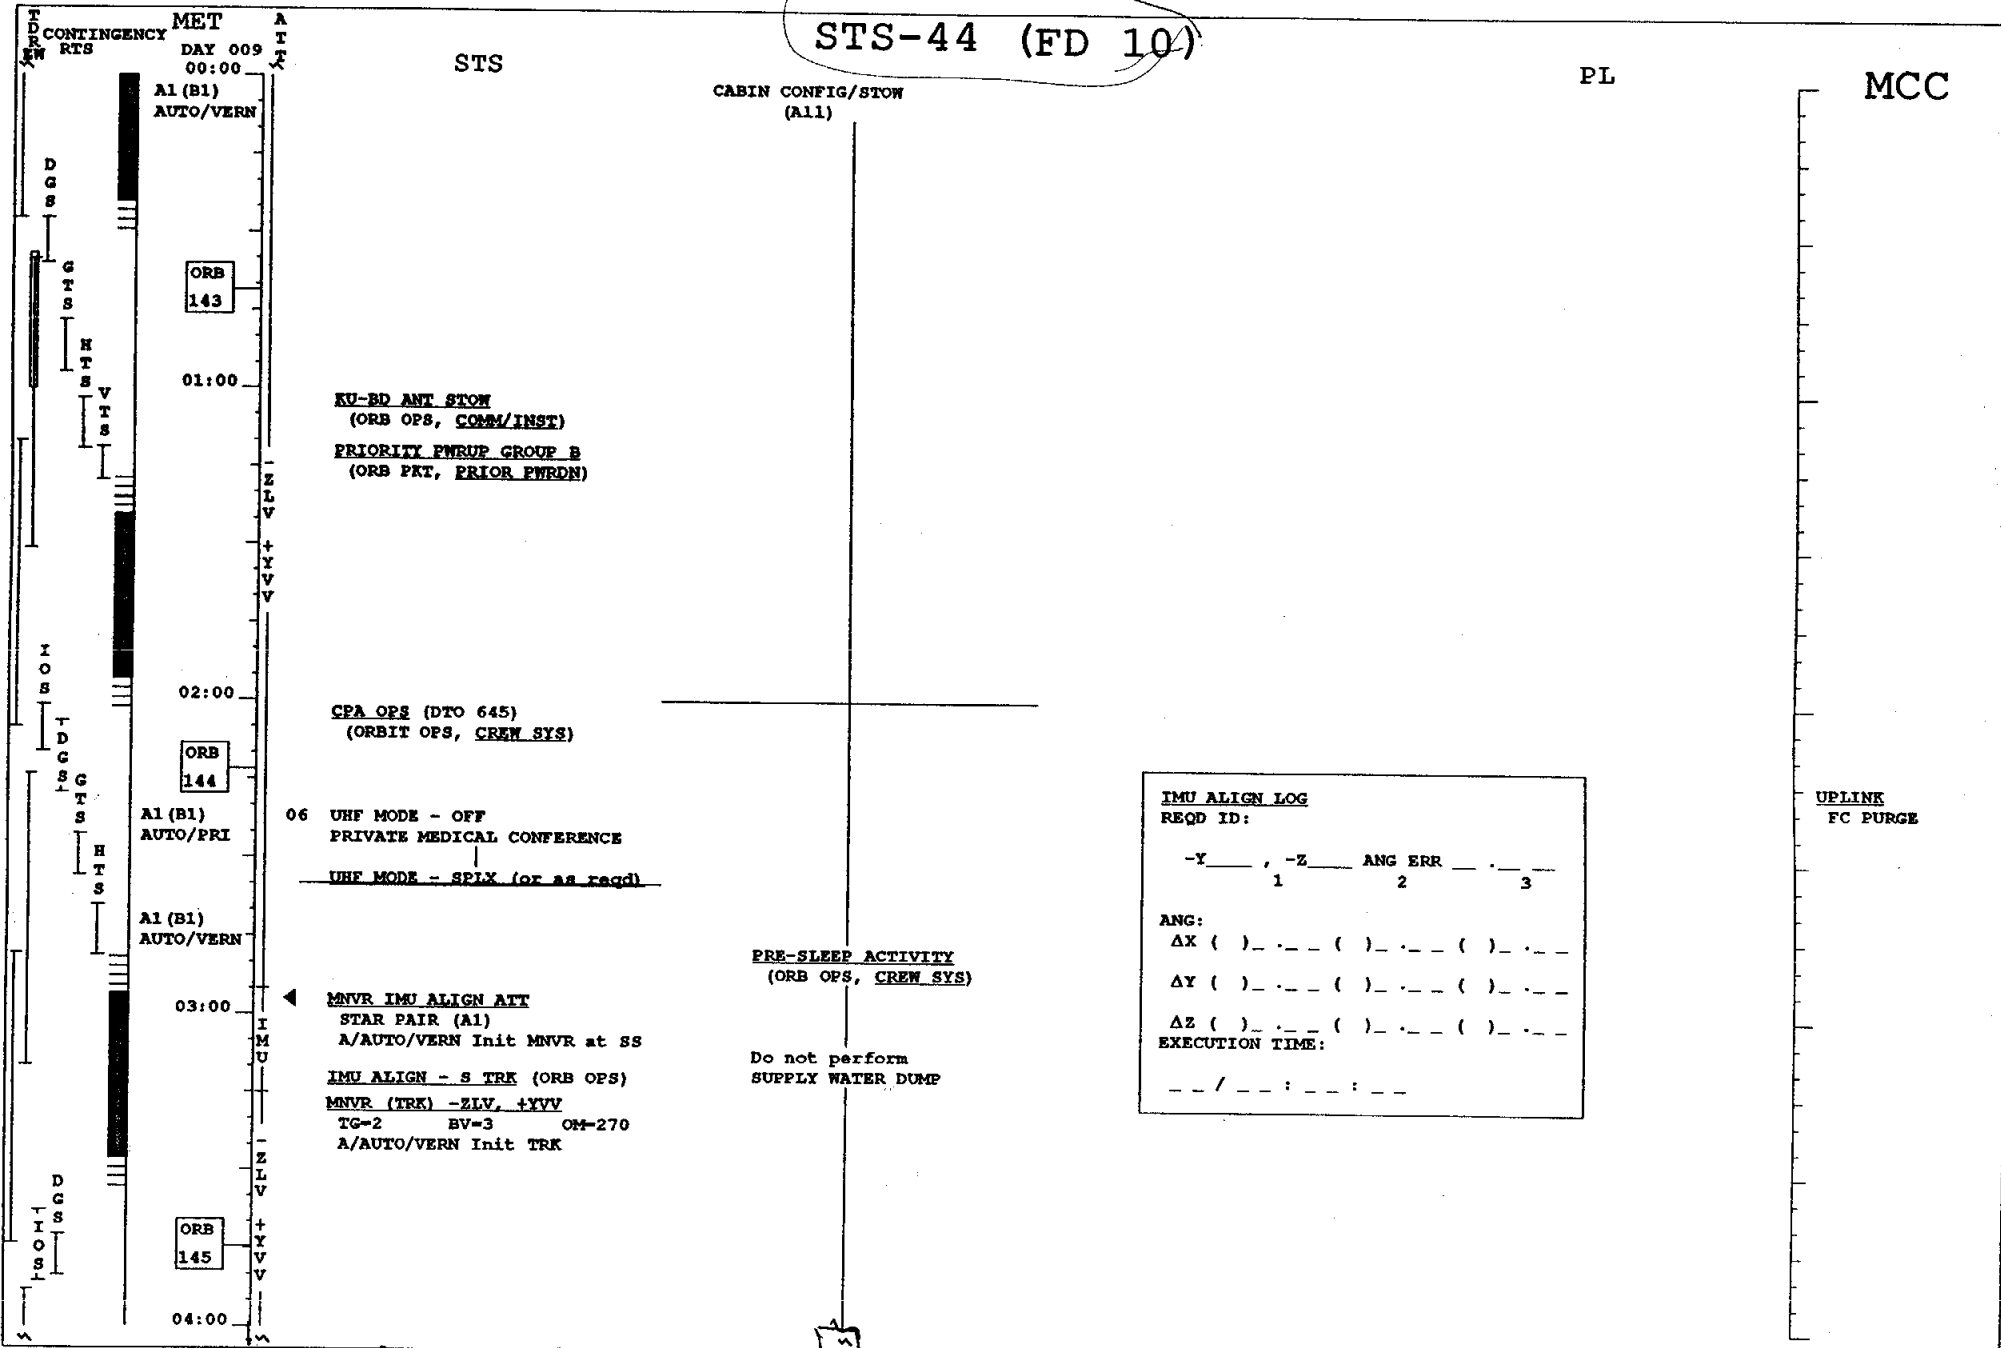 STS-44 (FD 10)
TDRS
EW
CONTINGENCY
RTS
MET
DAY 009
ATT
STS
PL
MCC
00:00
A1(B1)
AUTO/VERN
CABIN CONFIG/STOW
(All)
DGS
GTS
HTS
VTS
ORB
143
01:00
KU-BD ANT STOW
(ORB OPS, COMM/INST)
PRIORITY PWRUP GROUP B
(ORB PKT, PRIOR PWRDN)
-ZLV +YVV
IOS
DGS
GTS
HTS
02:00
CPA OPS (DTO 645)
(ORBIT OPS, CREW SYS)
ORB
144
A1(B1)
AUTO/PRI
06 UHF MODE - OFF
PRIVATE MEDICAL CONFERENCE
UHF MODE - SPLX (or as reqd)
A1(B1)
AUTO/VERN
PRE-SLEEP ACTIVITY
(ORB OPS, CREW SYS)
03:00
IMU
MNVR IMU ALIGN ATT
STAR PAIR (A1)
A/AUTO/VERN Init MNVR at SS
IMU ALIGN - S TRK (ORB OPS)
MNVR (TRK) -ZLV, +YVV
TG=2 BV=3 OM=270
A/AUTO/VERN Init TRK
Do not perform
SUPPLY WATER DUMP
-ZLV +YVV
DGS
IOS
ORB
145
04:00
IMU ALIGN LOG
REQD ID:
-Y____ , -Z____ ANG ERR __ .__ __
1 2 3
ANG:
ΔX ( )_ ._ _ ( )_ ._ _ ( )_ ._ _
ΔY ( )_ ._ _ ( )_ ._ _ ( )_ ._ _
ΔZ ( )_ ._ _ ( )_ ._ _ ( )_ ._ _
EXECUTION TIME:
_ _ / _ _ : _ _ : _ _
UPLINK
FC PURGE